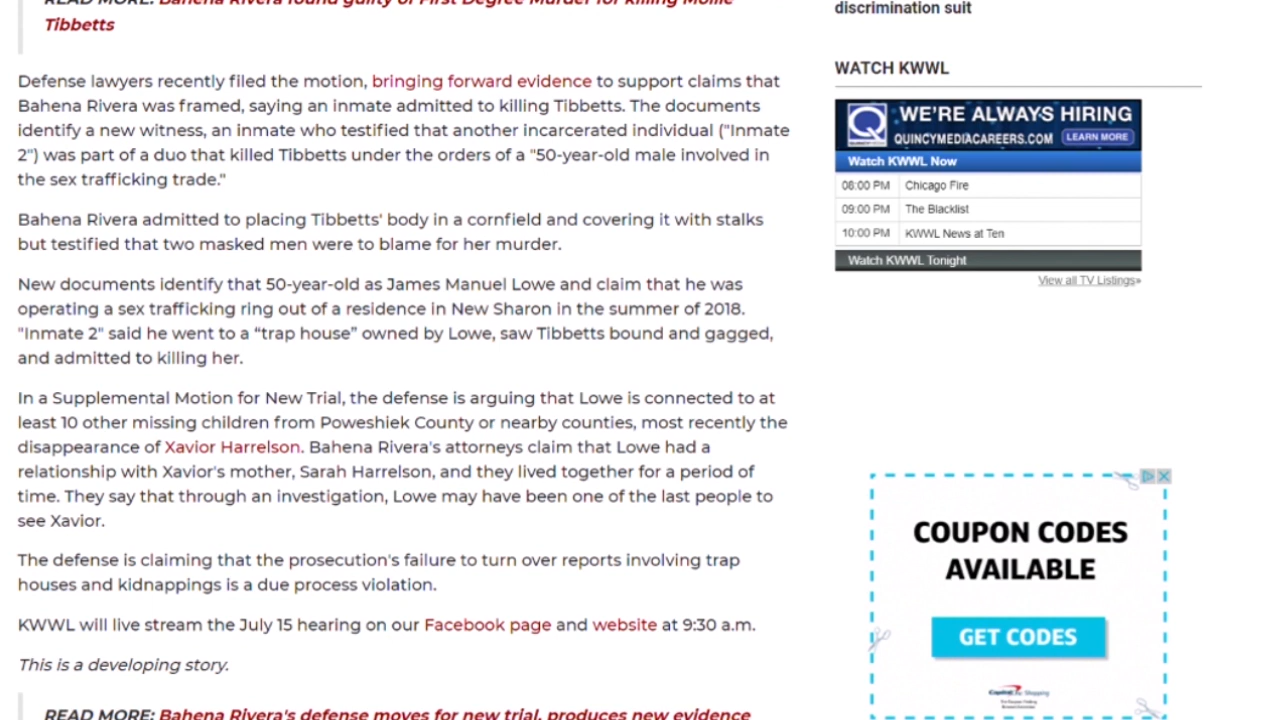 READ MORE: Bahena Rivera found guilty of First Degree Murder for killing Mollie
Tibbetts
Defense lawyers recently filed the motion, bringing forward evidence to support claims that
Bahena Rivera was framed, saying an inmate admitted to killing Tibbetts. The documents
identify a new witness, an inmate who testified that another incarcerated individual ("Inmate
2") was part of a duo that killed Tibbetts under the orders of a "50-year-old male involved in
the sex trafficking trade."
Bahena Rivera admitted to placing Tibbetts' body in a cornfield and covering it with stalks
but testified that two masked men were to blame for her murder.
New documents identify that 50-year-old as James Manuel Lowe and claim that he was
operating a sex trafficking ring out of a residence in New Sharon in the summer of 2018.
"Inmate 2" said he went to a “trap house” owned by Lowe, saw Tibbetts bound and gagged,
and admitted to killing her.
In a Supplemental Motion for New Trial, the defense is arguing that Lowe is connected to at
least 10 other missing children from Poweshiek County or nearby counties, most recently the
disappearance of Xavior Harrelson. Bahena Rivera's attorneys claim that Lowe had a
relationship with Xavior's mother, Sarah Harrelson, and they lived together for a period of
time. They say that through an investigation, Lowe may have been one of the last people to
see Xavior.
The defense is claiming that the prosecution's failure to turn over reports involving trap
houses and kidnappings is a due process violation.
KWWL will live stream the July 15 hearing on our Facebook page and website at 9:30 a.m.
This is a developing story.
READ MORE: Bahena Rivera's defense moves for new trial, produces new evidence
discrimination suit
WATCH KWWL
WE'RE ALWAYS HIRING
QUINCYMEDIACAREERS.COM LEARN MORE
Watch KWWL Now
08:00 PM Chicago Fire
09:00 PM The Blacklist
10:00 PM KWWL News at Ten
Watch KWWL Tonight
View all TV Listings»
COUPON CODES
AVAILABLE
GET CODES
Capital One Shopping